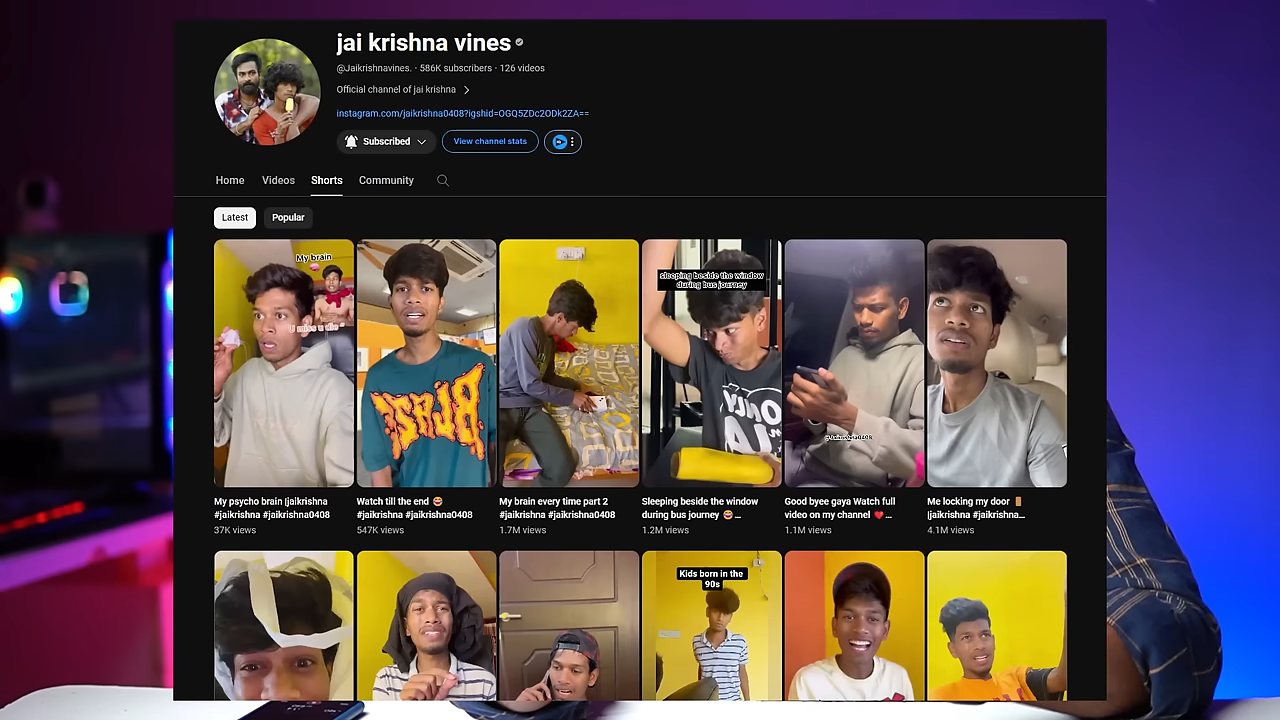 jai krishna vines
@Jaikrishnavines. · 586K subscribers · 126 videos
Official channel of jai krishna
instagram.com/jaikrishna0408?igshid=OGQ5ZDc2ODk2ZA==
Subscribed
View channel stats
Home
Videos
Shorts
Community
Latest
Popular
My brain
U miss u die
sleeping beside the window
during bus journey
My psycho brain |jaikrishna
#jaikrishna #jaikrishna0408
37K views
Watch till the end
#jaikrishna #jaikrishna0408
547K views
My brain every time part 2
#jaikrishna #jaikrishna0408
1.7M views
Sleeping beside the window
during bus journey ...
1.2M views
Good byee gaya Watch full
video on my channel ...
1.1M views
Me locking my door
|jaikrishna #jaikrishna...
4.1M views
Kids born in the
90s